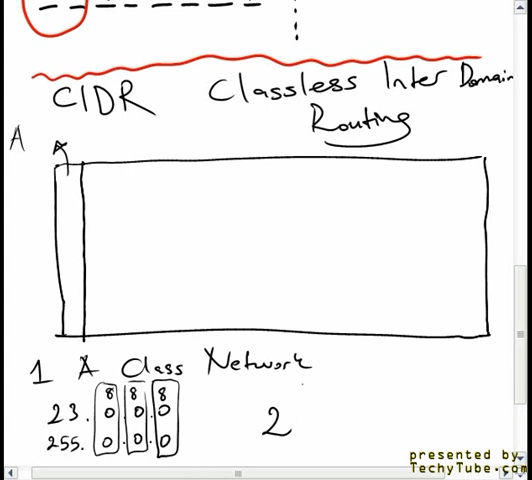 CIDR Classless Inter Domain
Routing
A
A
1 A Class Network
8 8 8
23.0.0.0
255.0.0.0
2
presented by
TechyTube.com